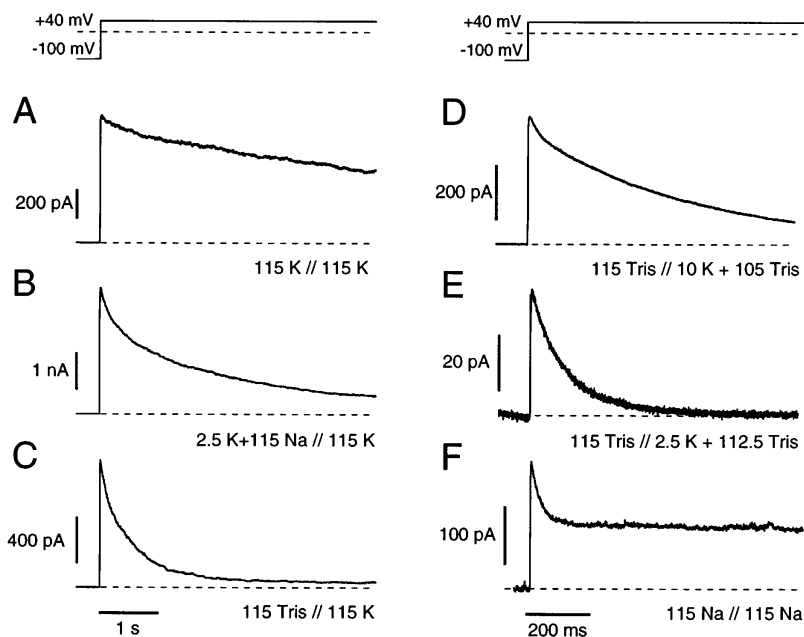 +40 mV
-100 mV
A
200 pA
115 K // 115 K
B
1 nA
2.5 K+115 Na // 115 K
C
400 pA
115 Tris // 115 K
1 s
+40 mV
-100 mV
D
200 pA
115 Tris // 10 K + 105 Tris
E
20 pA
115 Tris // 2.5 K + 112.5 Tris
F
100 pA
115 Na // 115 Na
200 ms